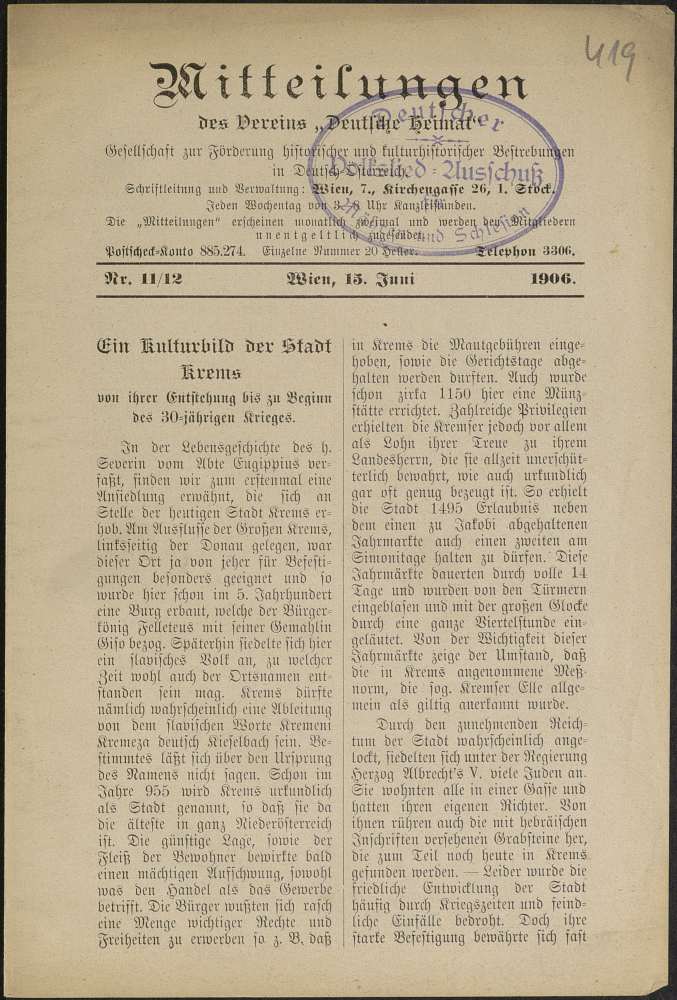 419
Mitteilungen
des Vereins „Deutsche Heimat“
Gesellschaft zur Förderung historischer und kulturhistorischer Bestrebungen
in Deutsch-Österreich.
Schriftleitung und Verwaltung: Wien, 7., Kirchengasse 26, 1. Stock.
Jeden Wochentag von 3–8 Uhr Kanzleistunden.
Die „Mitteilungen“ erscheinen monatlich zweimal und werden den Mitgliedern
unentgeltlich zugesendet.
Postscheck-Konto 885.274. Einzelne Nummer 20 Heller. Telephon 3306.
Deutscher
Volkslied-Ausschuß
für
Mähren und Schlesien
Nr. 11/12 Wien, 15. Juni 1906.
Ein Kulturbild der Stadt
Krems
von ihrer Entstehung bis zu Beginn
des 30-jährigen Krieges.
In der Lebensgeschichte des h.
Severin vom Abte Eugippius ver-
faßt, finden wir zum erstenmal eine
Ansiedlung erwähnt, die sich an
Stelle der heutigen Stadt Krems er-
hob. Am Ausflusse der Großen Krems,
linksseitig der Donau gelegen, war
dieser Ort ja von jeher für Befesti-
gungen besonders geeignet und so
wurde hier schon im 5. Jahrhundert
eine Burg erbaut, welche der Bürger-
könig Felleteus mit seiner Gemahlin
Giso bezog. Späterhin siedelte sich hier
ein slavisches Volk an, zu welcher
Zeit wohl auch der Ortsnamen ent-
standen sein mag. Krems dürfte
nämlich wahrscheinlich eine Ableitung
von dem slavischen Worte Kremeni
Kremeza deutsch Kieselbach sein. Be-
stimmtes läßt sich über den Ursprung
des Namens nicht sagen. Schon im
Jahre 955 wird Krems urkundlich
als Stadt genannt, so daß sie da
die älteste in ganz Niederösterreich
ist. Die günstige Lage, sowie der
Fleiß der Bewohner bewirkte bald
einen mächtigen Aufschwung, sowohl
was den Handel als das Gewerbe
betrifft. Die Bürger wußten sich rasch
eine Menge wichtiger Rechte und
Freiheiten zu erwerben so z. B. daß
in Krems die Mautgebühren einge-
hoben, sowie die Gerichtstage abge-
halten werden durften. Auch wurde
schon zirka 1150 hier eine Münz-
stätte errichtet. Zahlreiche Privilegien
erhielten die Kremser jedoch vor allem
als Lohn ihrer Treue zu ihrem
Landesherrn, die sie allzeit unerschüt-
terlich bewahrt, wie auch urkundlich
gar oft genug bezeugt ist. So erhielt
die Stadt 1495 Erlaubnis neben
dem einen zu Jakobi abgehaltenen
Jahrmarkte auch einen zweiten am
Simonitage halten zu dürfen. Diese
Jahrmärkte dauerten durch volle 14
Tage und wurden von den Türmern
eingeblasen und mit der großen Glocke
durch eine ganze Viertelstunde ein-
geläutet. Von der Wichtigkeit dieser
Jahrmärkte zeige der Umstand, daß
die in Krems angenommene Meß-
norm, die sog. Kremser Elle allge-
mein als giltig anerkannt wurde.
Durch den zunehmenden Reich-
tum der Stadt wahrscheinlich ange-
lockt, siedelten sich unter der Regierung
Herzog Albrecht's V. viele Juden an.
Sie wohnten alle in einer Gasse und
hatten ihren eigenen Richter. Von
ihnen rühren auch die mit hebräischen
Inschriften versehenen Grabsteine her,
die zum Teil noch heute in Krems
gefunden werden. — Leider wurde die
friedliche Entwicklung der Stadt
häufig durch Kriegszeiten und feind-
liche Einfälle bedroht. Doch ihre
starke Befestigung bewährte sich fast